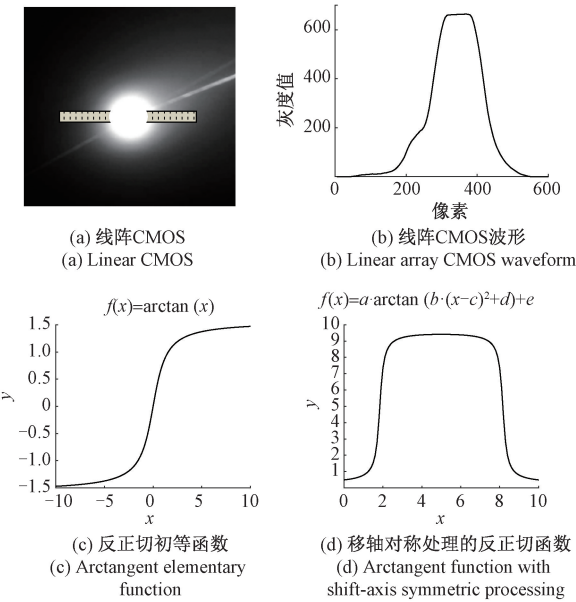 600
400
200
灰度值
0
200
400
600
像素
(a) 线阵CMOS
(a) Linear CMOS
(b) 线阵CMOS波形
(b) Linear array CMOS waveform
f(x)=arctan (x)
1.5
1.0
0.5
0
−0.5
−1.0
−1.5
y
−10
−5
0
5
10
x
(c) 反正切初等函数
(c) Arctangent elementary
function
f(x)=a·arctan (b·(x−c)²+d)+e
10
9
8
7
6
5
4
3
2
1
y
0
2
4
6
8
10
x
(d) 移轴对称处理的反正切函数
(d) Arctangent function with
shift-axis symmetric processing